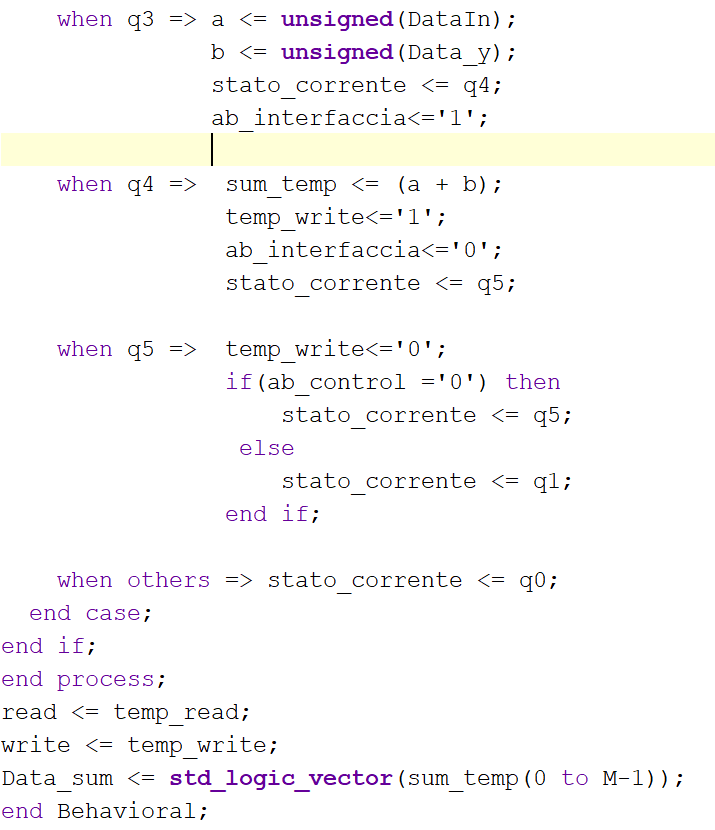 when q3 => a <= unsigned(DataIn);
b <= unsigned(Data_y);
stato_corrente <= q4;
ab_interfaccia<='1';
when q4 =>  sum_temp <= (a + b);
temp_write<='1';
ab_interfaccia<='0';
stato_corrente <= q5;
when q5 =>  temp_write<='0';
if(ab_control ='0') then
stato_corrente <= q5;
else
stato_corrente <= q1;
end if;
when others => stato_corrente <= q0;
end case;
end if;
end process;
read <= temp_read;
write <= temp_write;
Data_sum <= std_logic_vector(sum_temp(0 to M-1));
end Behavioral;